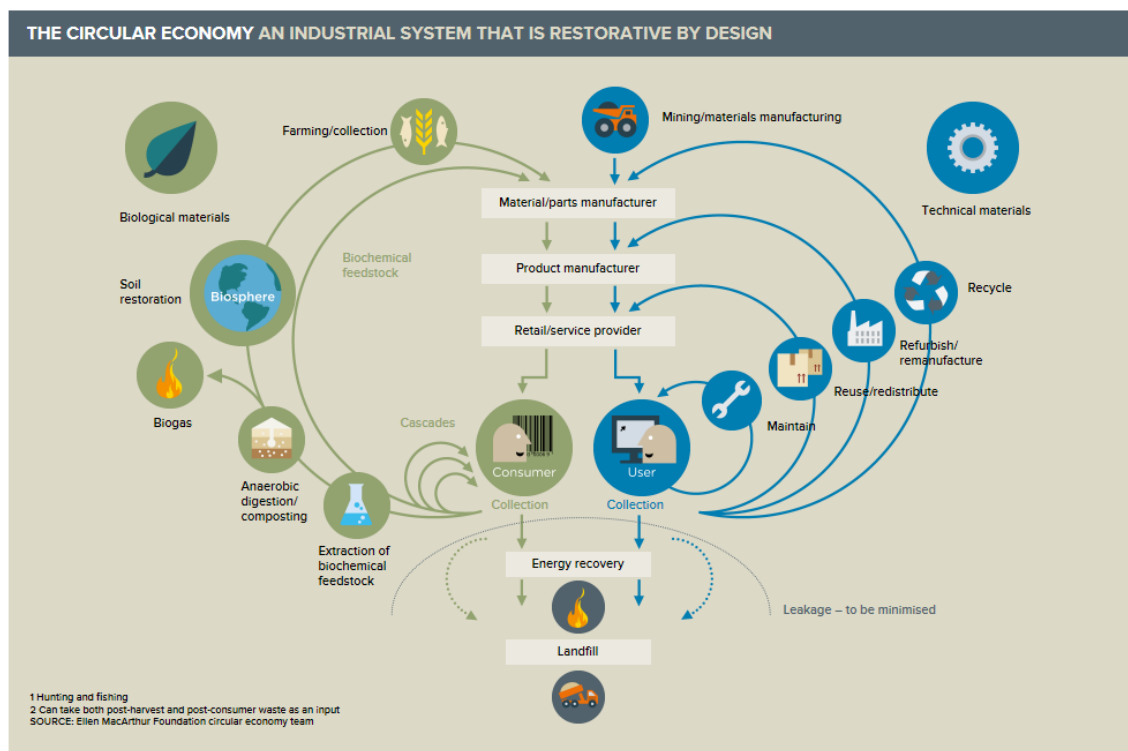 THE CIRCULAR ECONOMY AN INDUSTRIAL SYSTEM THAT IS RESTORATIVE BY DESIGN
Farming/collection
Mining/materials manufacturing
Biological materials
Technical materials
Material/parts manufacturer
Biochemical
feedstock
Product manufacturer
Soil
restoration
Biosphere
Recycle
Retail/service provider
Refurbish/
remanufacture
Reuse/redistribute
Biogas
Cascades
Maintain
Consumer
User
Anaerobic
digestion/
composting
Collection
Collection
Extraction of
biochemical
feedstock
Energy recovery
Leakage – to be minimised
Landfill
1 Hunting and fishing
2 Can take both post-harvest and post-consumer waste as an input
SOURCE: Ellen MacArthur Foundation circular economy team